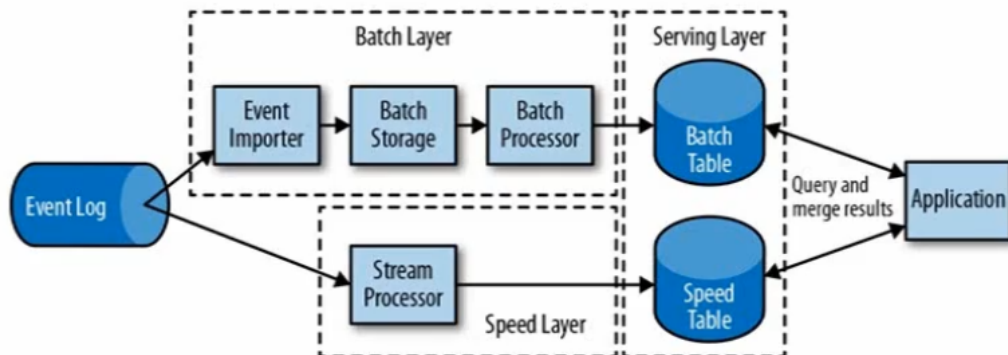 Batch Layer
Serving Layer
Event
Importer
Batch
Storage
Batch
Processor
Batch
Table
Event Log
Query and
merge results
Application
Stream
Processor
Speed
Table
Speed Layer